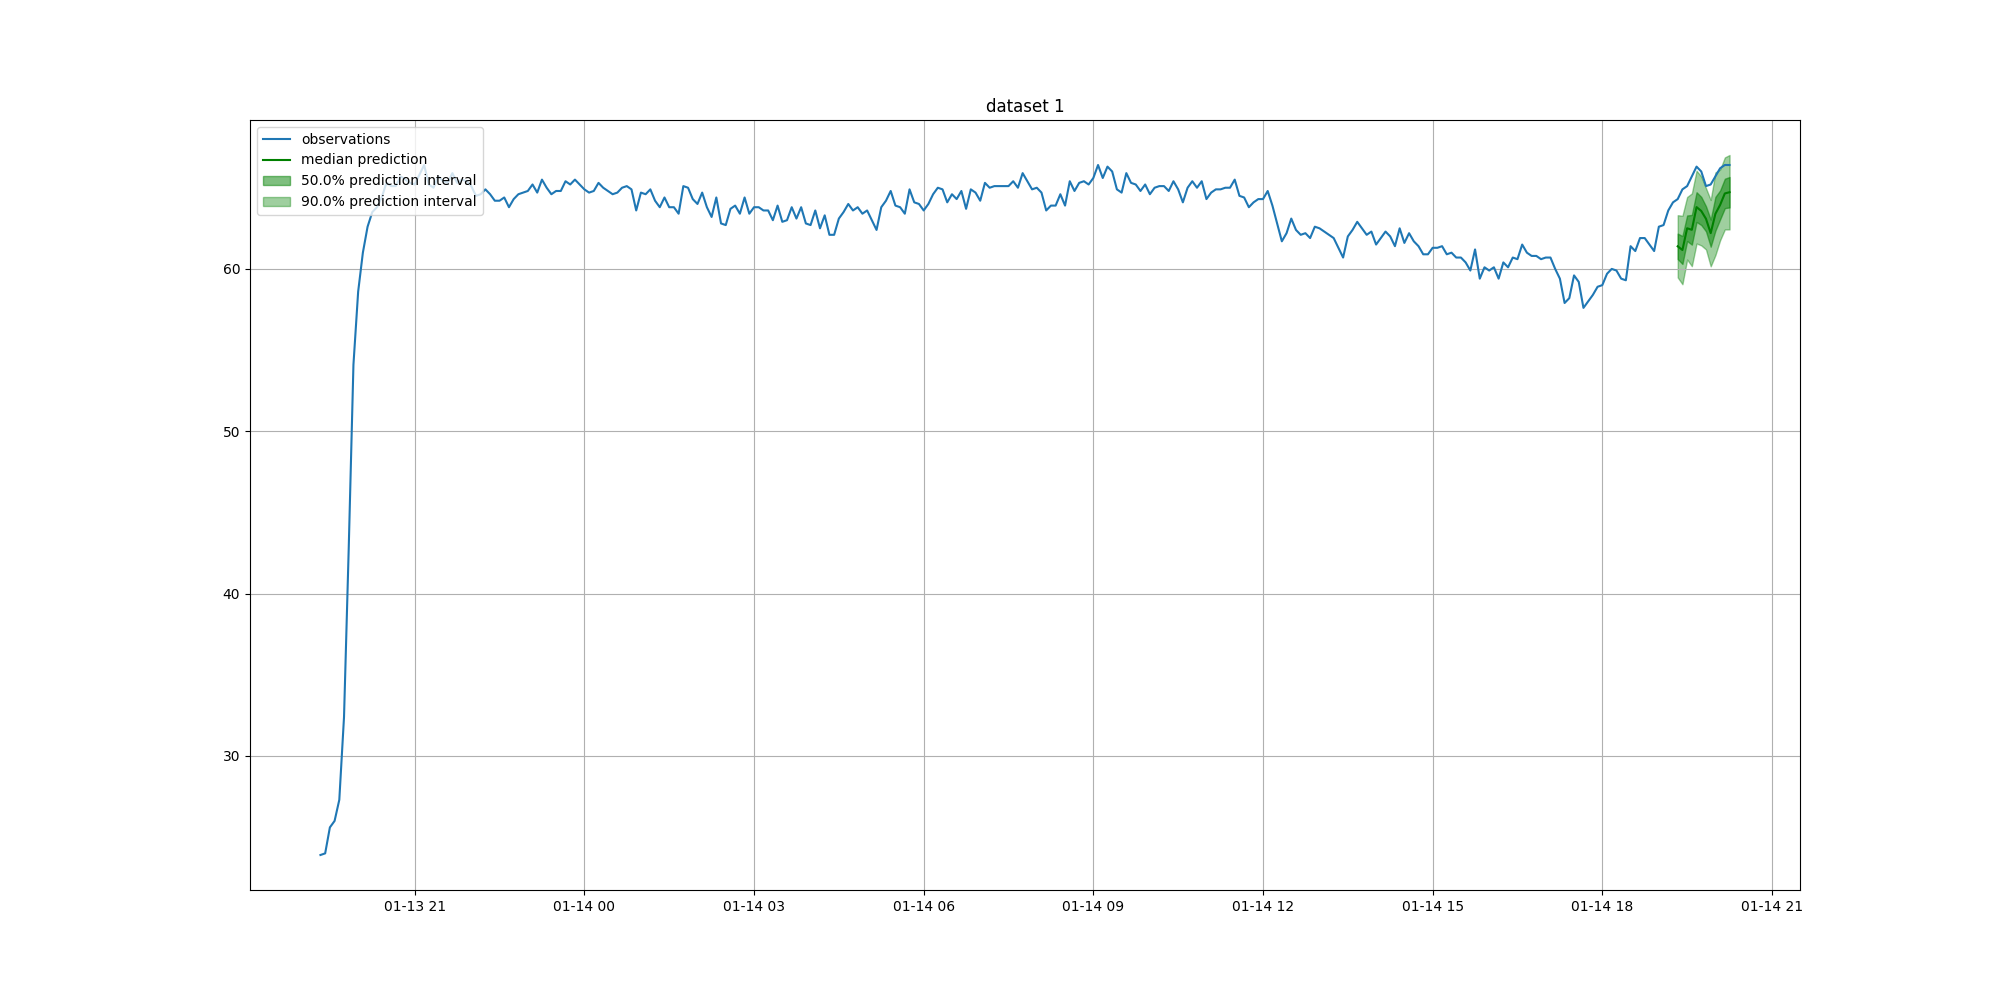 dataset 1
observations
median prediction
50.0% prediction interval
90.0% prediction interval
60
50
40
30
01-13 21
01-14 00
01-14 03
01-14 06
01-14 09
01-14 12
01-14 15
01-14 18
01-14 21